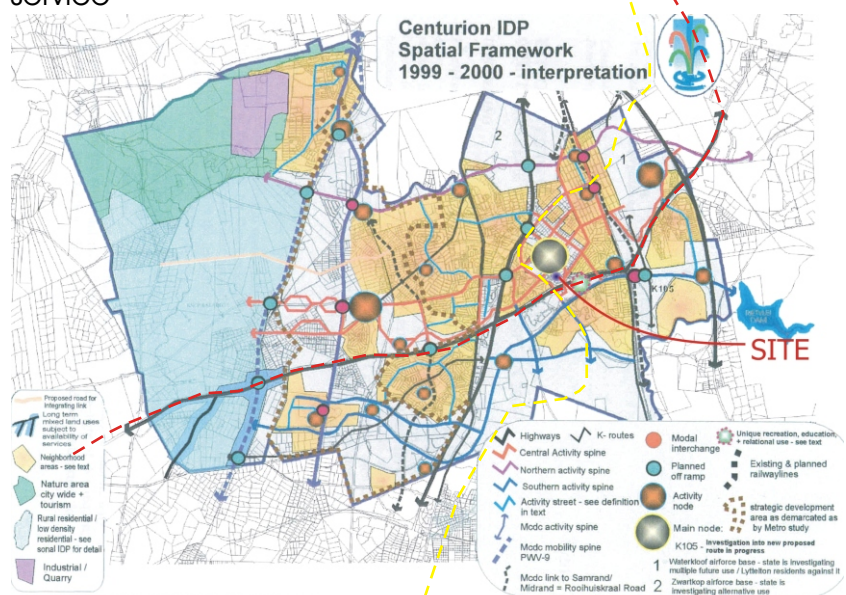 Centurion IDP
Spatial Framework
1999 - 2000 - interpretation
2
1
K105
SITE
Proposed road for
integrating link
Long term
mixed land uses
subject to
availability of
services
Neighborhood
areas - see text
Nature area
city wide +
tourism
Rural residential /
low density
residential - see
sonal IDP for detail
Industrial /
Quarry
Highways
K- routes
Central Activity spine
Northern activity spine
Southern activity spine
Activity street - see definition
in text
Mcdc activity spine
Mcdc mobility spine
PWV-9
Mcdc link to Samrand/
Midrand = Rooihuiskraal Road
Modal
interchange
Planned
off ramp
Activity
node
Main node:
Unique recreation, education,
+ relational use - see text
Existing & planned
railwaylines
strategic development
area as demarcated as
by Metro study
K105 - Investigation into new proposed
route in progress
1 Waterkloof airforce base - state is investigating
multiple future use / Lyttelton residents against it
2 Zwartkop airforce base - state is
investigating alternative use